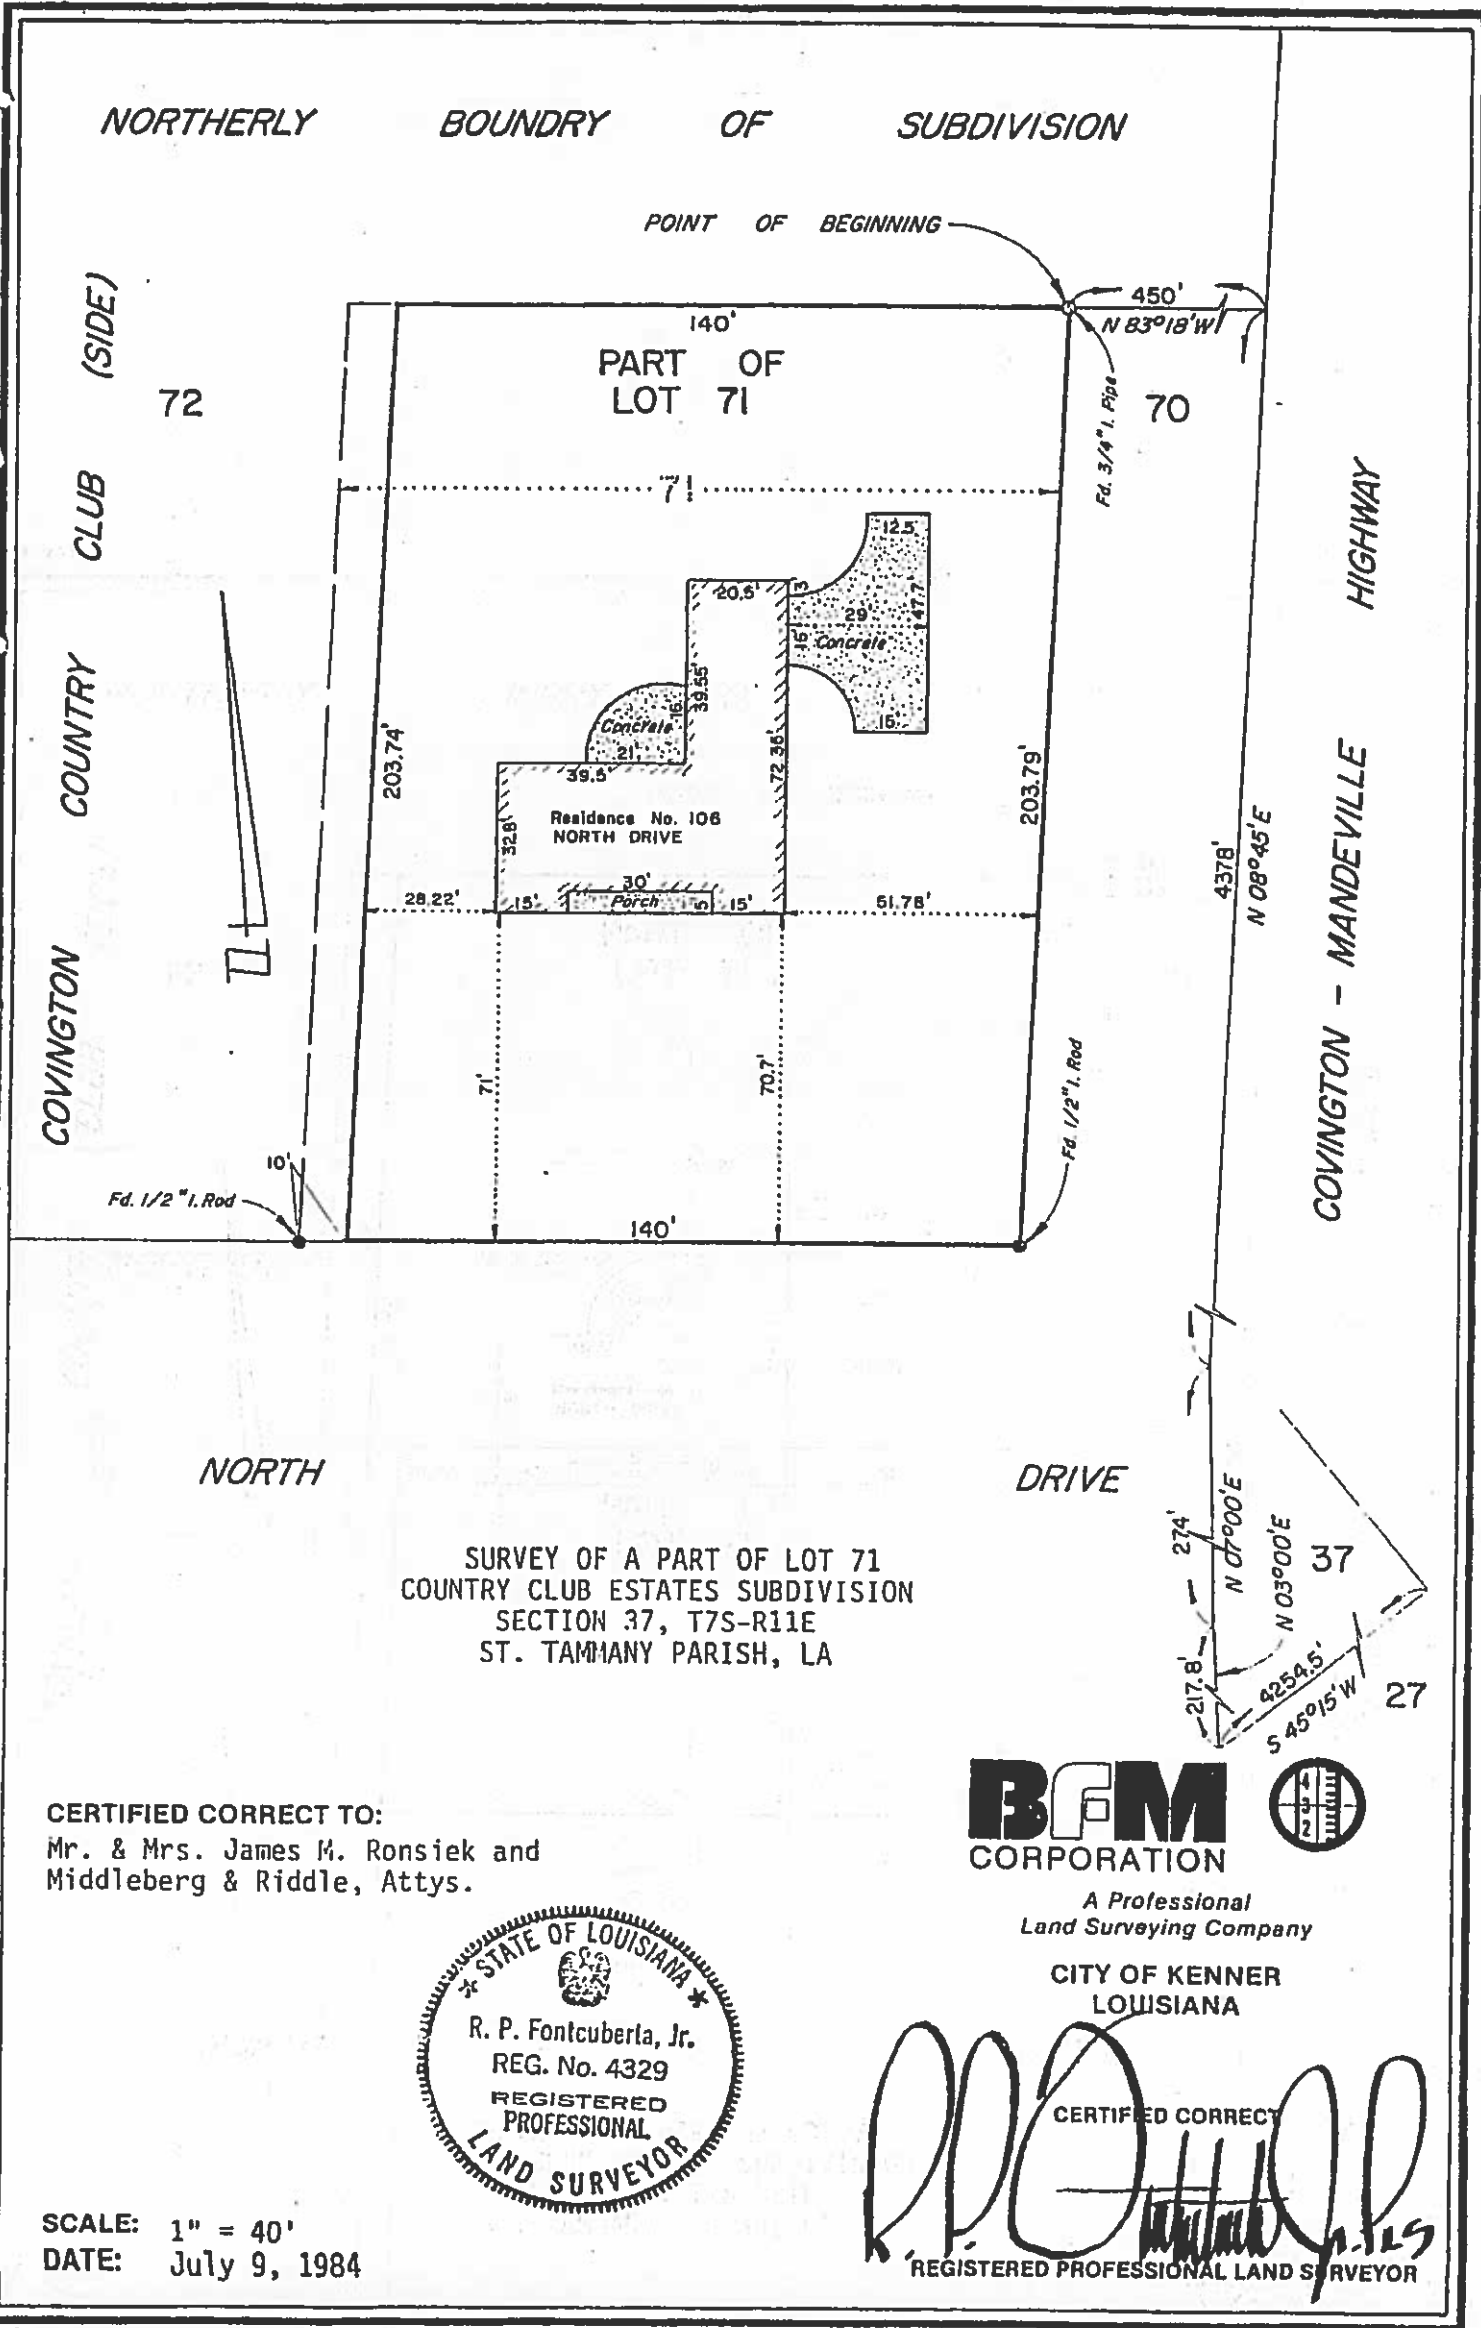 NORTHERLY BOUNDRY OF SUBDIVISION
POINT OF BEGINNING
450'
N 83°18'W
140'
PART OF
LOT 71
72
70
Fd. 3/4" I. Pipe
71
COVINGTON COUNTRY CLUB (SIDE)
COVINGTON - MANDEVILLE HIGHWAY
12.5'
20.5'
3'
29'
47.7'
16'
Concrete
15'
39.55'
16'
Concrete
21'
39.5'
72.36'
203.74'
203.79'
Residence No. 106
NORTH DRIVE
32.8'
4378'
N 08°45'E
30'
28.22'
15'
Porch
5'
15'
51.78'
71'
70.7'
Fd. 1/2" I. Rod
10'
Fd. 1/2" I. Rod
140'
NORTH DRIVE
274'
N 07°00'E
N 03°00'E
37
217.8'
4254.5'
S 45°15'W
27
SURVEY OF A PART OF LOT 71
COUNTRY CLUB ESTATES SUBDIVISION
SECTION 37, T7S-R11E
ST. TAMMANY PARISH, LA
BFM
CORPORATION
4
3
2
A Professional
Land Surveying Company
CITY OF KENNER
LOUISIANA
CERTIFIED CORRECT TO:
Mr. & Mrs. James M. Ronsiek and
Middleberg & Riddle, Attys.
STATE OF LOUISIANA
R. P. Fontcuberta, Jr.
REG. No. 4329
REGISTERED
PROFESSIONAL
LAND SURVEYOR
CERTIFIED CORRECT
REGISTERED PROFESSIONAL LAND SURVEYOR
SCALE: 1" = 40'
DATE: July 9, 1984